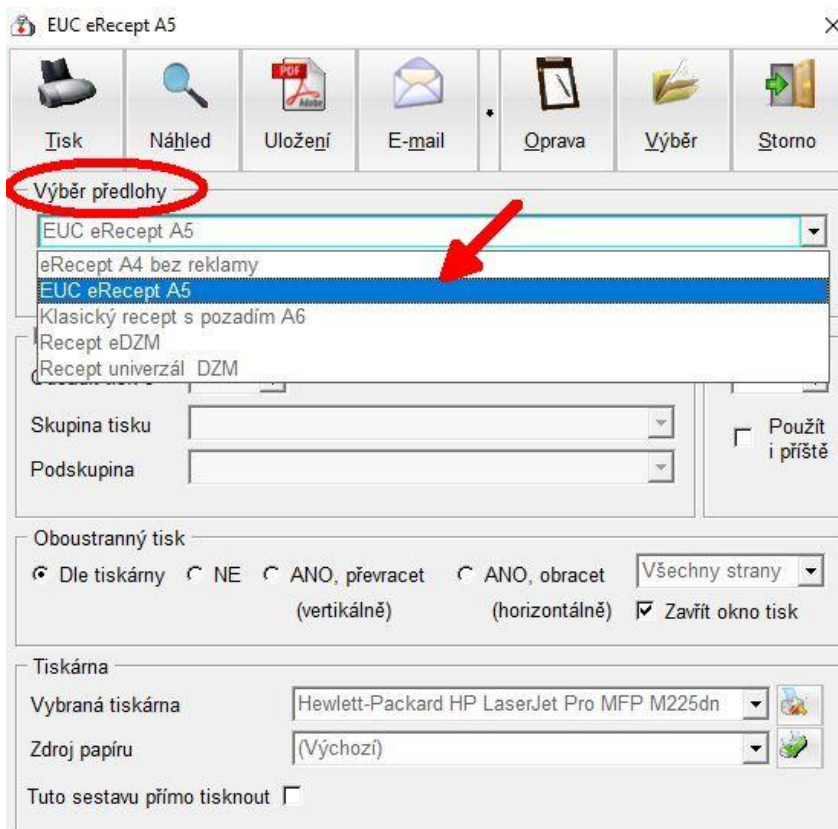 EUC eRecept A5
PDF
Adobe
Tisk Náhled Uložení E-mail Oprava Výběr Storno
Výběr předlohy
EUC eRecept A5
eRecept A4 bez reklamy
EUC eRecept A5
Klasický recept s pozadím A6
Recept eDZM
Recept univerzál DZM
Skupina tisku
Použít
i příště
Podskupina
Oboustranný tisk
Dle tiskárny NE ANO, převracet ANO, obracet Všechny strany
(vertikálně) (horizontálně) Zavřít okno tisk
Tiskárna
Vybraná tiskárna Hewlett-Packard HP LaserJet Pro MFP M225dn
Zdroj papíru (Výchozí)
Tuto sestavu přímo tisknout